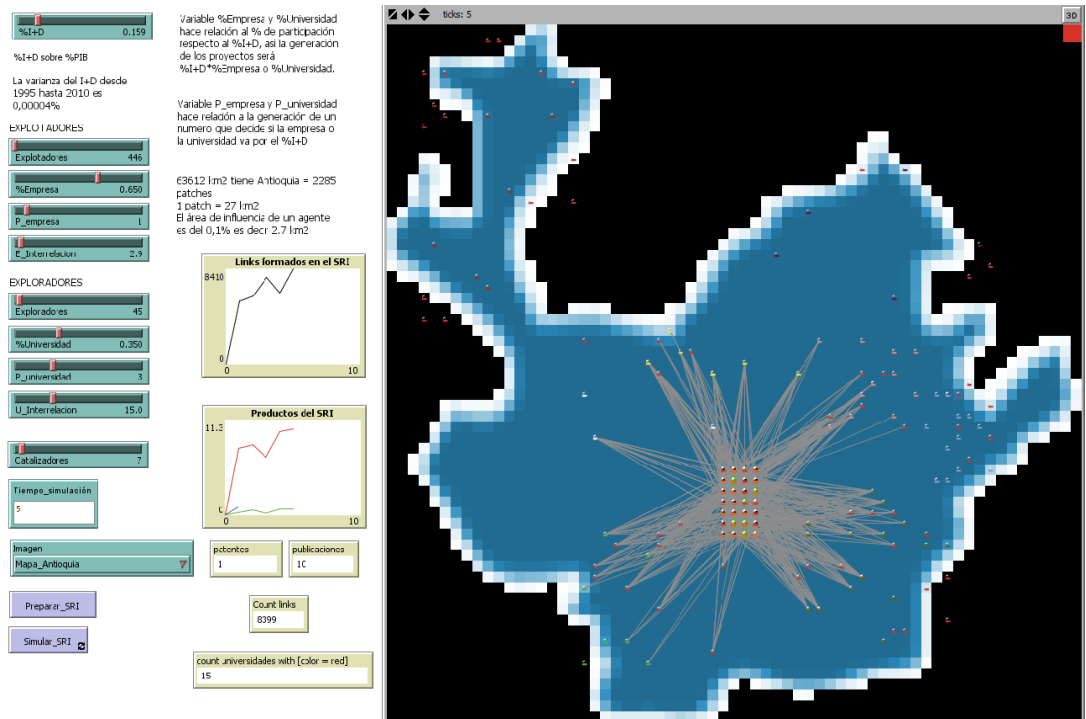 %I+D 0.159
%I+D sobre %PIB
La varianza del I+D desde
1995 hasta 2010 es
0,00004%
EXPLOTADORES
Explotadores 446
%Empresa 0.650
P_empresa 1
E_Interrelacion 2.9
EXPLORADORES
Exploradores 45
%Universidad 0.350
P_universidad 3
U_Interrelacion 15.0
Catalizadores 7
Tiempo_simulación
5
Imagen
Mapa_Antioquia
Preparar_SRI
Simular_SRI
Variable %Empresa y %Universidad
hace relación al % de participación
respecto al %I+D, asi la generación
de los proyectos será
%I+D*%Empresa o %Universidad.
Variable P_empresa y P_universidad
hace relación a la generación de un
numero que decide si la empresa o
la universidad va por el %I+D
63612 km2 tiene Antioquia = 2285
patches
1 patch = 27 km2
El área de influencia de un agente
es del 0,1% es decir 2.7 km2
Links formados en el SRI
8410
0
0 10
Productos del SRI
11.3
0
0 10
patentes
1
publicaciones
10
Count links
8399
count universidades with [color = red]
15
ticks: 5
3D